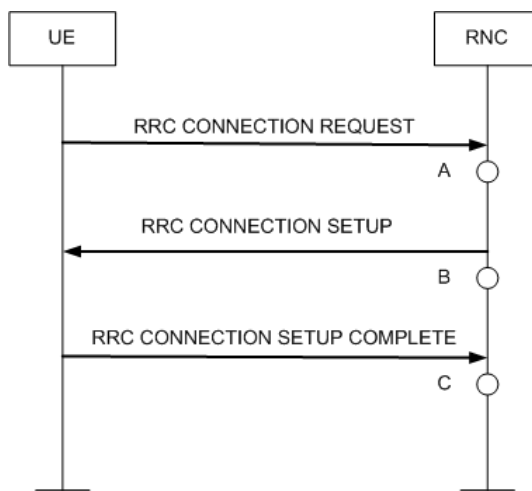 UE
RNC
RRC CONNECTION REQUEST
A
RRC CONNECTION SETUP
B
RRC CONNECTION SETUP COMPLETE
C